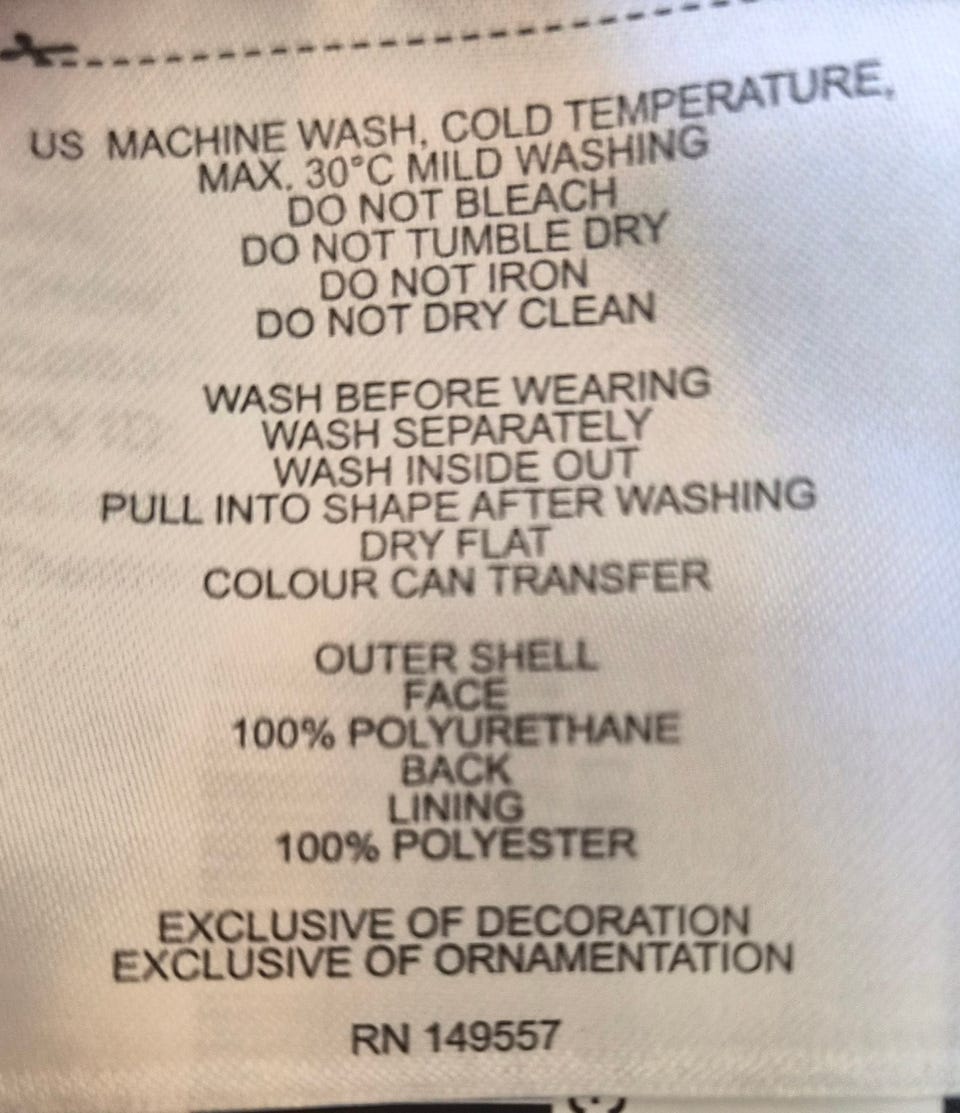 US MACHINE WASH, COLD TEMPERATURE,
MAX. 30°C MILD WASHING
DO NOT BLEACH
DO NOT TUMBLE DRY
DO NOT IRON
DO NOT DRY CLEAN
WASH BEFORE WEARING
WASH SEPARATELY
WASH INSIDE OUT
PULL INTO SHAPE AFTER WASHING
DRY FLAT
COLOUR CAN TRANSFER
OUTER SHELL
FACE
100% POLYURETHANE
BACK
LINING
100% POLYESTER
EXCLUSIVE OF DECORATION
EXCLUSIVE OF ORNAMENTATION
RN 149557